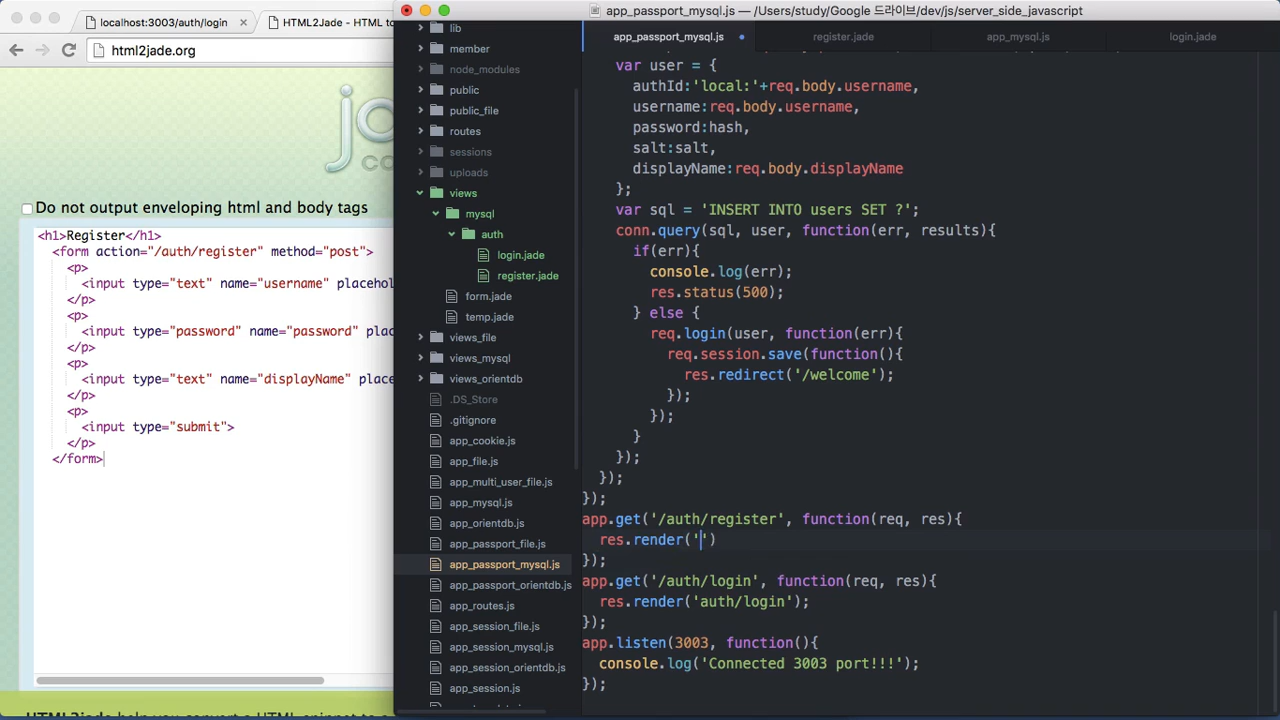 localhost:3003/auth/login
HTML2Jade - HTML to
html2jade.org
Do not output enveloping html and body tags
<h1>Register</h1>
<form action="/auth/register" method="post">
<p>
<input type="text" name="username"
</p>
<p>
<input type="password" name="password"
</p>
<p>
<input type="text" name="displayName"
</p>
<p>
<input type="submit">
</p>
</form>
app_passport_mysql.js — /Users/study/Google 드라이브/dev/js/server_side_javascript
lib
member
node_modules
public
public_file
routes
sessions
uploads
views
mysql
auth
login.jade
register.jade
form.jade
temp.jade
views_file
views_mysql
views_orientdb
.DS_Store
.gitignore
app_cookie.js
app_file.js
app_multi_user_file.js
app_mysql.js
app_orientdb.js
app_passport_file.js
app_passport_mysql.js
app_passport_orientdb.js
app_routes.js
app_session_file.js
app_session_mysql.js
app_session_orientdb.js
app_session.js
app_passport_mysql.js register.jade app_mysql.js login.jade
var user = {
authId:'local:'+req.body.username,
username:req.body.username,
password:hash,
salt:salt,
displayName:req.body.displayName
};
var sql = 'INSERT INTO users SET ?';
conn.query(sql, user, function(err, results){
if(err){
console.log(err);
res.status(500);
} else {
req.login(user, function(err){
req.session.save(function(){
res.redirect('/welcome');
});
});
}
});
});
});
app.get('/auth/register', function(req, res){
res.render('')
});
app.get('/auth/login', function(req, res){
res.render('auth/login');
});
app.listen(3003, function(){
console.log('Connected 3003 port!!!');
});